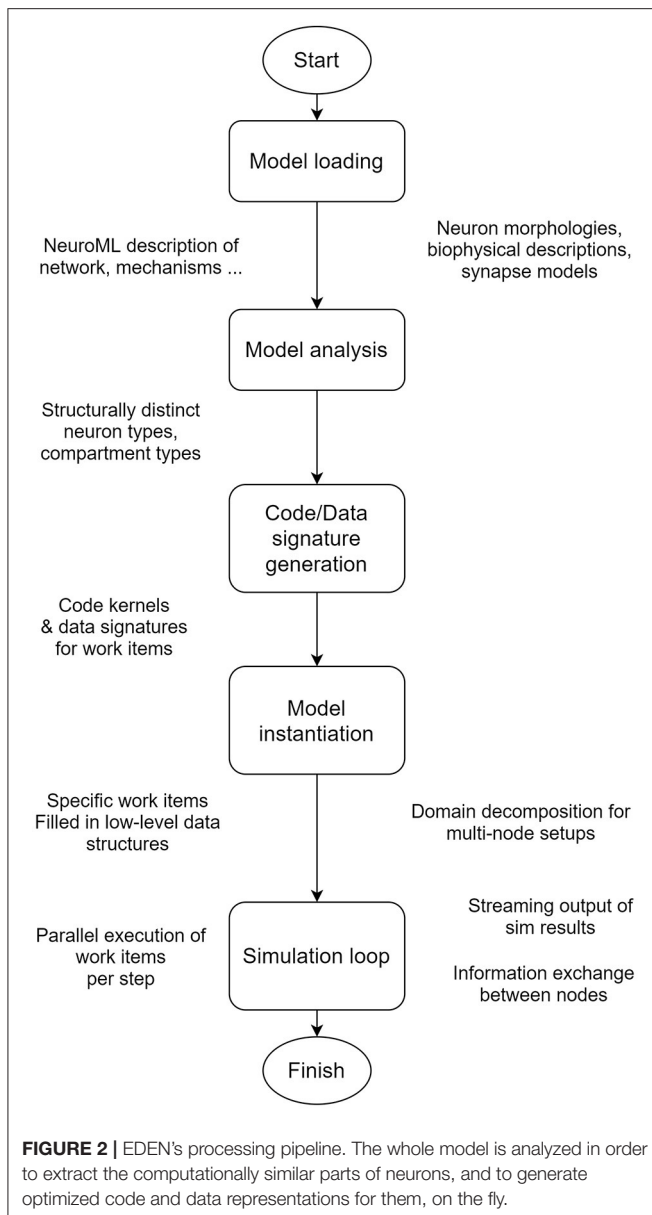 Start
Model loading
NeuroML description of
network, mechanisms ...
Neuron morphologies,
biophysical descriptions,
synapse models
Model analysis
Structurally distinct
neuron types,
compartment types
Code/Data
signature
generation
Code kernels
& data signatures
for work items
Model
instantiation
Specific work items
Filled in low-level data
structures
Domain decomposition for
multi-node setups
Parallel execution of
work items
per step
Simulation loop
Streaming output of
sim results
Information exchange
between nodes
Finish
FIGURE 2 | EDEN's processing pipeline. The whole model is analyzed in order
to extract the computationally similar parts of neurons, and to generate
optimized code and data representations for them, on the fly.